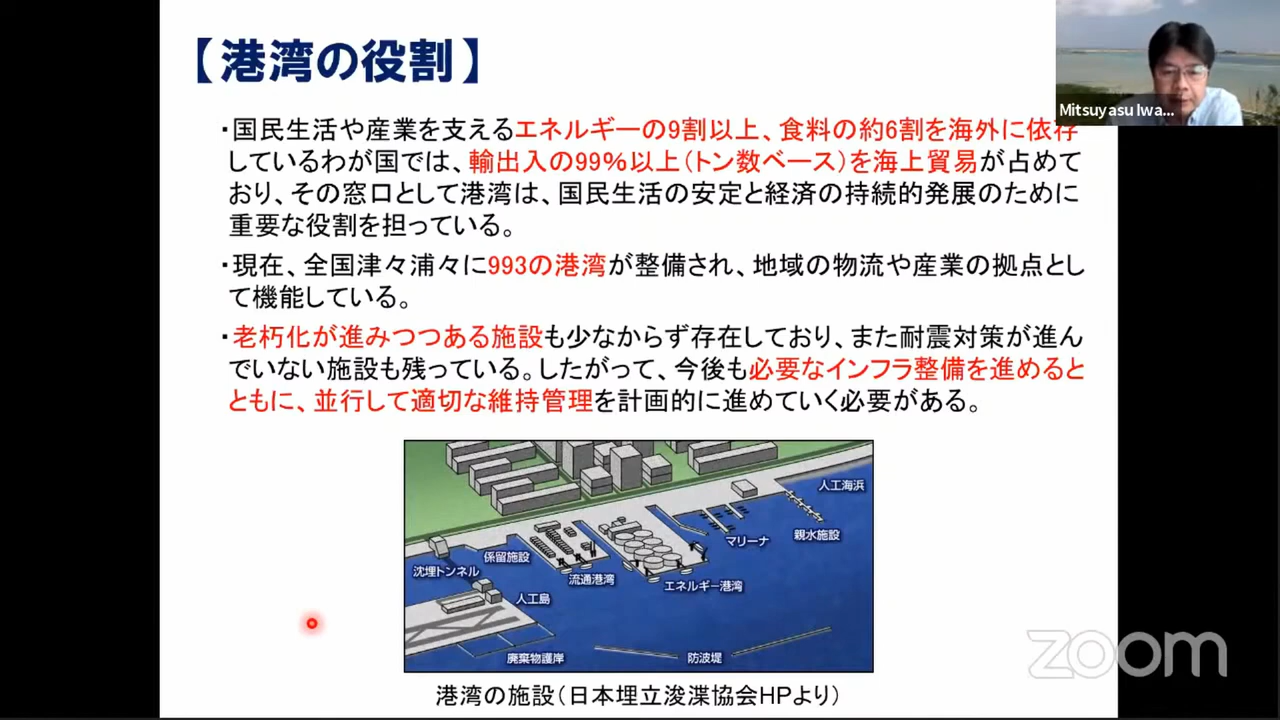 【港湾の役割】
Mitsuyasu Iwa...
・国民生活や産業を支えるエネルギーの9割以上、食料の約6割を海外に依存
しているわが国では、輸出入の99%以上(トン数ベース)を海上貿易が占めて
おり、その窓口として港湾は、国民生活の安定と経済の持続的発展のために
重要な役割を担っている。
・現在、全国津々浦々に993の港湾が整備され、地域の物流や産業の拠点とし
て機能している。
・老朽化が進みつつある施設も少なからず存在しており、また耐震対策が進ん
でいない施設も残っている。したがって、今後も必要なインフラ整備を進めると
ともに、並行して適切な維持管理を計画的に進めていく必要がある。
人工海浜
親水施設
マリーナ
係留施設
沈埋トンネル
流通港湾
エネルギー港湾
人工島
廃棄物護岸
防波堤
港湾の施設(日本埋立浚渫協会HPより)
zoom